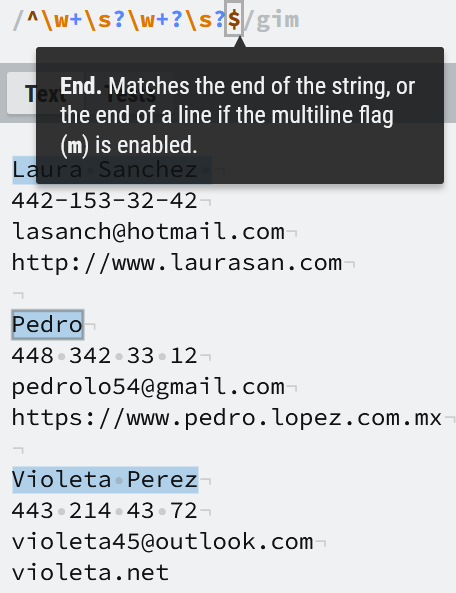 /^\w+\s?\w+?\s?$/gim
End. Matches the end of the string, or
the end of a line if the multiline flag
(m) is enabled.
Text Tests
Laura Sanchez
442-153-32-42
lasanch@hotmail.com
http://www.laurasan.com
Pedro
448 342 33 12
pedrolo54@gmail.com
https://www.pedro.lopez.com.mx
Violeta Perez
443 214 43 72
violeta45@outlook.com
violeta.net